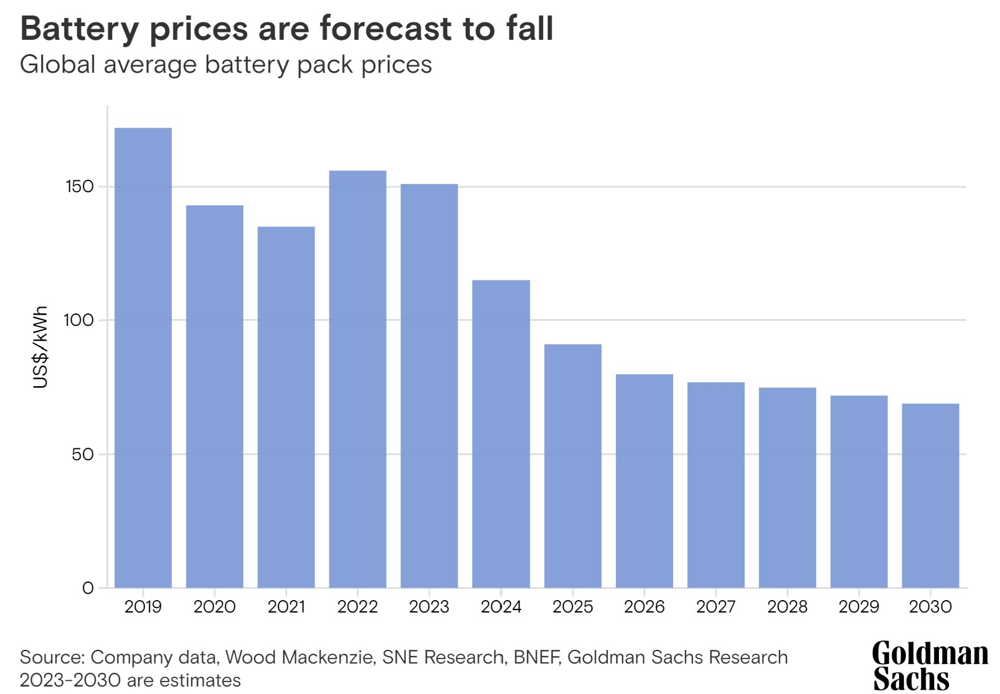 Battery prices are forecast to fall
Global average battery pack prices
US$/kWh
150
100
50
0
2019 2020 2021 2022 2023 2024 2025 2026 2027 2028 2029 2030
Source: Company data, Wood Mackenzie, SNE Research, BNEF, Goldman Sachs Research
2023-2030 are estimates
Goldman
Sachs